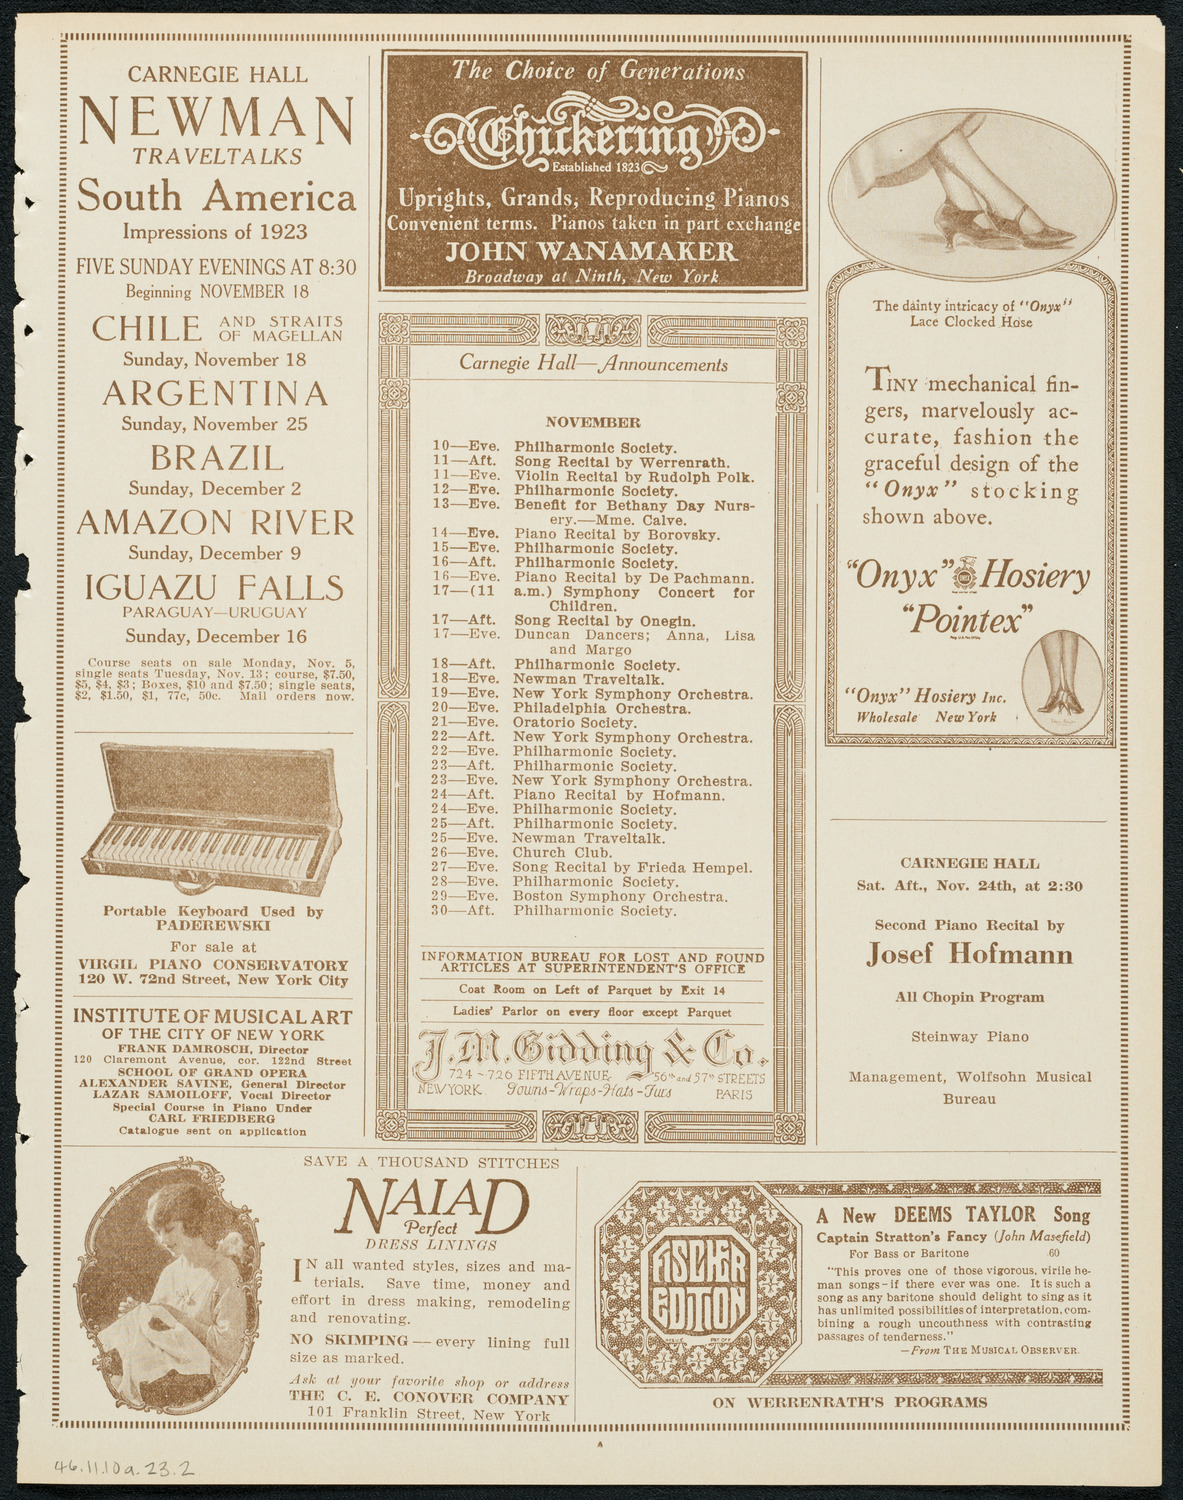 CARNEGIE HALL
NEWMAN
TRAVELTALKS
South America
Impressions of 1923
FIVE SUNDAY EVENINGS AT 8:30
Beginning NOVEMBER 18
CHILE AND STRAITS
OF MAGELLAN
Sunday, November 18
ARGENTINA
Sunday, November 25
BRAZIL
Sunday, December 2
AMAZON RIVER
Sunday, December 9
IGUAZU FALLS
PARAGUAY—URUGUAY
Sunday, December 16
Course seats on sale Monday, Nov. 5,
single seats Tuesday, Nov. 13; course, $7.50,
$5, $4, $3; Boxes, $10 and $7.50; single seats,
$2, $1.50, $1, 77c, 50c. Mail orders now.
Portable Keyboard Used by
PADEREWSKI
For sale at
VIRGIL PIANO CONSERVATORY
120 W. 72nd Street, New York City
INSTITUTE OF MUSICAL ART
OF THE CITY OF NEW YORK
FRANK DAMROSCH, Director
120 Claremont Avenue, cor. 122nd Street
SCHOOL OF GRAND OPERA
ALEXANDER SAVINE, General Director
LAZAR SAMOILOFF, Vocal Director
Special Course in Piano Under
CARL FRIEDBERG
Catalogue sent on application
The Choice of Generations
Chickering
Established 1823
Uprights, Grands, Reproducing Pianos
Convenient terms. Pianos taken in part exchange
JOHN WANAMAKER
Broadway at Ninth, New York
Carnegie Hall—Announcements
NOVEMBER
10—Eve. Philharmonic Society.
11—Aft. Song Recital by Werrenrath.
11—Eve. Violin Recital by Rudolph Polk.
12—Eve. Philharmonic Society.
13—Eve. Benefit for Bethany Day Nurs-
ery.—Mme. Calve.
14—Eve. Piano Recital by Borovsky.
15—Eve. Philharmonic Society.
16—Aft. Philharmonic Society.
16—Eve. Piano Recital by De Pachmann.
17—(11 a.m.) Symphony Concert for
Children.
17—Aft. Song Recital by Onegin.
17—Eve. Duncan Dancers; Anna, Lisa
and Margo
18—Aft. Philharmonic Society.
18—Eve. Newman Traveltalk.
19—Eve. New York Symphony Orchestra.
20—Eve. Philadelphia Orchestra.
21—Eve. Oratorio Society.
22—Aft. New York Symphony Orchestra.
22—Eve. Philharmonic Society.
23—Aft. Philharmonic Society.
23—Eve. New York Symphony Orchestra.
24—Aft. Piano Recital by Hofmann.
24—Eve. Philharmonic Society.
25—Aft. Philharmonic Society.
25—Eve. Newman Traveltalk.
26—Eve. Church Club.
27—Eve. Song Recital by Frieda Hempel.
28—Eve. Philharmonic Society.
29—Eve. Boston Symphony Orchestra.
30—Aft. Philharmonic Society.
INFORMATION BUREAU FOR LOST AND FOUND
ARTICLES AT SUPERINTENDENT'S OFFICE
Coat Room on Left of Parquet by Exit 14
Ladies' Parlor on every floor except Parquet
J.M. Gidding & Co.
724 - 726 FIFTH AVENUE 56th and 57th STREETS
NEW YORK Gowns-Wraps-Hats-Furs PARIS
The dainty intricacy of "Onyx"
Lace Clocked Hose
TINY mechanical fin-
gers, marvelously ac-
curate, fashion the
graceful design of the
"Onyx" stocking
shown above.
"Onyx" Hosiery
"Pointex"
"Onyx" Hosiery Inc.
Wholesale New York
CARNEGIE HALL
Sat. Aft., Nov. 24th, at 2:30
Second Piano Recital by
Josef Hofmann
All Chopin Program
Steinway Piano
Management, Wolfsohn Musical
Bureau
SAVE A THOUSAND STITCHES
NAIAD
Perfect
DRESS LININGS
IN all wanted styles, sizes and ma-
terials. Save time, money and
effort in dress making, remodeling
and renovating.
NO SKIMPING — every lining full
size as marked.
Ask at your favorite shop or address
THE C. E. CONOVER COMPANY
101 Franklin Street, New York
FISCHER
EDITION
A New DEEMS TAYLOR Song
Captain Stratton's Fancy (John Masefield)
For Bass or Baritone .60
"This proves one of those vigorous, virile he-
man songs—if there ever was one. It is such a
song as any baritone should delight to sing as it
has unlimited possibilities of interpretation, com-
bining a rough uncouthness with contrasting
passages of tenderness."
—From THE MUSICAL OBSERVER.
ON WERRENRATH'S PROGRAMS
46.11.10a.23.2